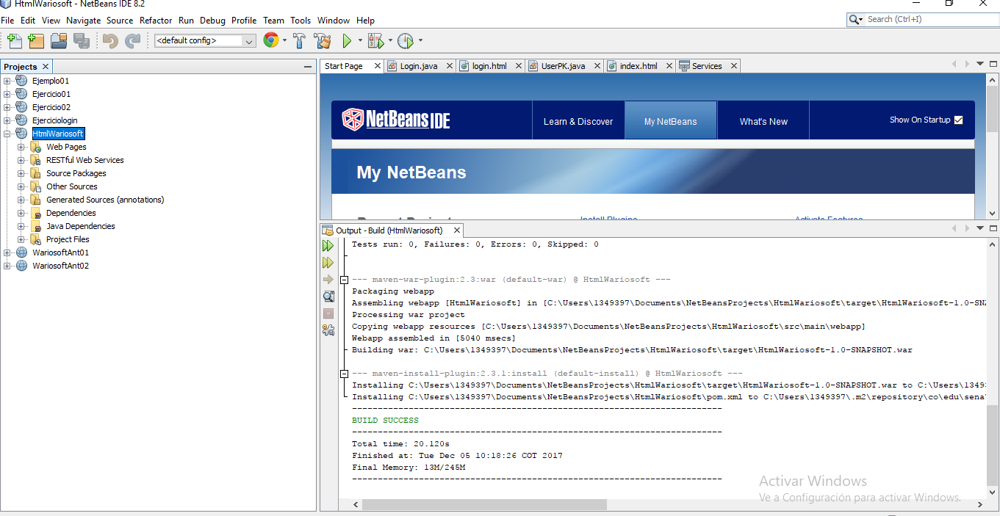 HtmlWariosoft - NetBeans IDE 8.2
File Edit View Navigate Source Refactor Run Debug Profile Team Tools Window Help
Search (Ctrl+I)
<default config>
Projects
Start Page Login.java login.html UserPK.java index.html Services
Ejemplo01
Ejercicio01
Ejercicio02
Ejerciciologin
HtmlWariosoft
Web Pages
RESTful Web Services
Source Packages
Other Sources
Generated Sources (annotations)
Dependencies
Java Dependencies
Project Files
WariosoftAnt01
WariosoftAnt02
NetBeans IDE
Learn & Discover My NetBeans What's New Show On Startup
My NetBeans
Recent Projects Install Plugins Activate Features
Output - Build (HtmlWariosoft)
Tests run: 0, Failures: 0, Errors: 0, Skipped: 0
--- maven-war-plugin:2.3:war (default-war) @ HtmlWariosoft ---
Packaging webapp
Assembling webapp [HtmlWariosoft] in [C:\Users\1349397\Documents\NetBeansProjects\HtmlWariosoft\target\HtmlWariosoft-1.0-SNA
Processing war project
Copying webapp resources [C:\Users\1349397\Documents\NetBeansProjects\HtmlWariosoft\src\main\webapp]
Webapp assembled in [5040 msecs]
Building war: C:\Users\1349397\Documents\NetBeansProjects\HtmlWariosoft\target\HtmlWariosoft-1.0-SNAPSHOT.war
--- maven-install-plugin:2.3.1:install (default-install) @ HtmlWariosoft ---
Installing C:\Users\1349397\Documents\NetBeansProjects\HtmlWariosoft\target\HtmlWariosoft-1.0-SNAPSHOT.war to C:\Users\1349
Installing C:\Users\1349397\Documents\NetBeansProjects\HtmlWariosoft\pom.xml to C:\Users\1349397\.m2\repository\co\edu\sena
------------------------------------------------------------------------
BUILD SUCCESS
------------------------------------------------------------------------
Total time: 20.120s
Finished at: Tue Dec 05 10:18:26 COT 2017
Final Memory: 13M/245M
------------------------------------------------------------------------
Activar Windows
Ve a Configuración para activar Windows.